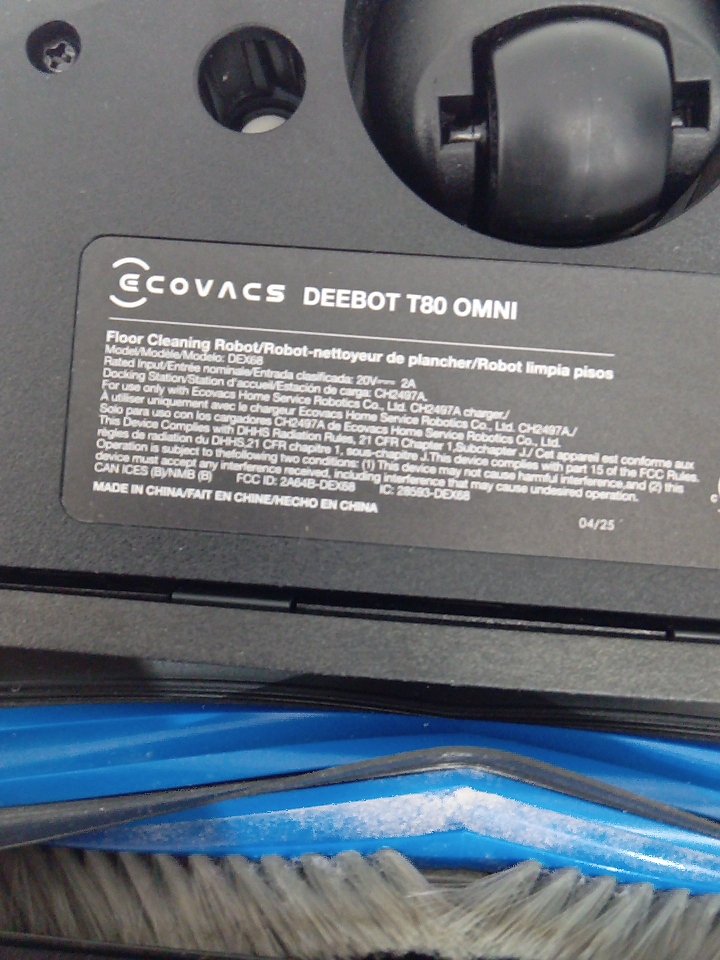 ECOVACS DEEBOT T80 OMNI
Floor Cleaning Robot/Robot-nettoyeur de plancher/Robot limpia pisos
Model/Modèle/Modelo: DEX68
Rated Input/Entrée nominale/Entrada clasificada: 20V⎓ 2A
Docking Station/Station d'accueil/Estación de carga: CH2497A.
For use only with Ecovacs Home Service Robotics Co., Ltd. CH2497A charger./
À utiliser uniquement avec le chargeur Ecovacs Home Service Robotics Co., Ltd. CH2497A./
Solo para uso con los cargadores CH2497A de Ecovacs Home Service Robotics Co., Ltd.
This Device Complies with DHHS Radiation Rules, 21 CFR Chapter 1,Subchapter J./ Cet appareil est conforme aux
règles de radiation du DHHS,21 CFR chapitre 1, sous-chapitre J.This device complies with part 15 of the FCC Rules.
Operation is subject to thefollowing two conditions: (1) This device may not cause harmful interference,and (2) this
device must accept any interference received, including interference that may cause undesired operation.
CAN ICES (B)/NMB (B) FCC ID: 2A64B-DEX68 IC: 28593-DEX68
MADE IN CHINA/FAIT EN CHINE/HECHO EN CHINA
04/25